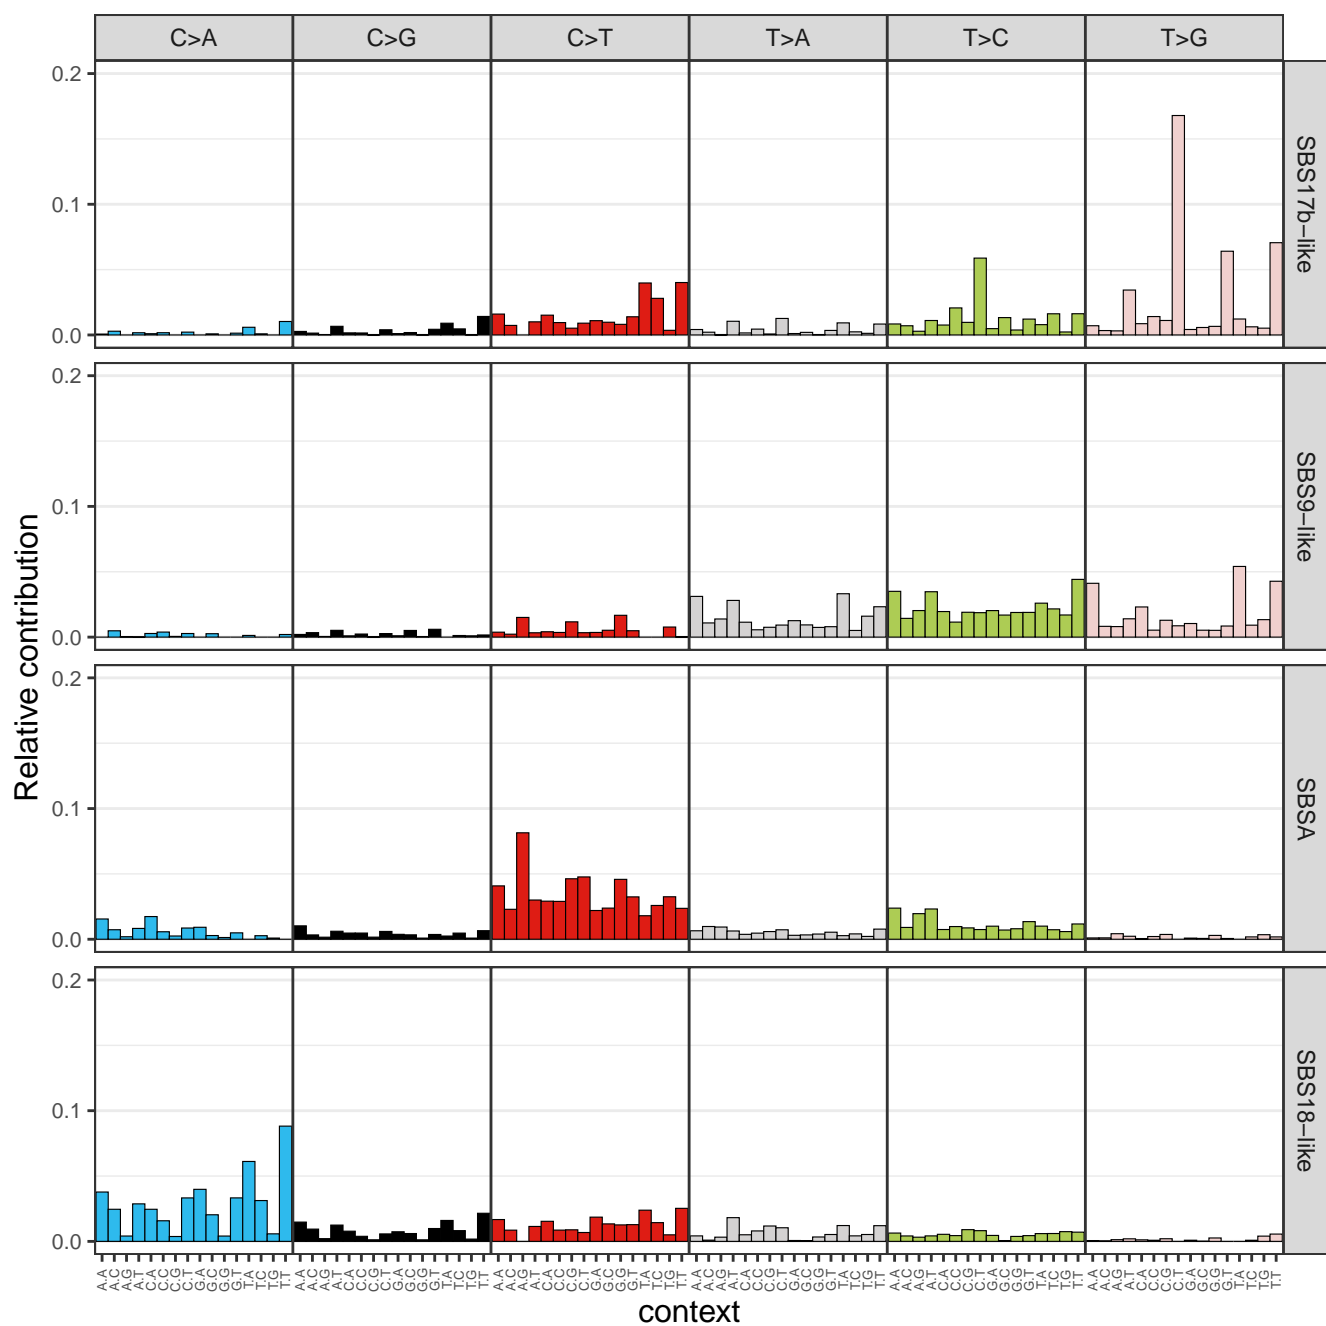 C>A C>G C>T T>A T>C T>G
0.2
0.1
0.0
SBS17b−like
0.2
0.1
0.0
SBS9−like
0.2
0.1
0.0
SBSA
0.2
0.1
0.0
SBS18−like
Relative contribution
A.A A.C A.G A.T C.A C.C C.G C.T G.A G.C G.G G.T T.A T.C T.G T.T A.A A.C A.G A.T C.A C.C C.G C.T G.A G.C G.G G.T T.A T.C T.G T.T A.A A.C A.G A.T C.A C.C C.G C.T G.A G.C G.G G.T T.A T.C T.G T.T A.A A.C A.G A.T C.A C.C C.G C.T G.A G.C G.G G.T T.A T.C T.G T.T A.A A.C A.G A.T C.A C.C C.G C.T G.A G.C G.G G.T T.A T.C T.G T.T A.A A.C A.G A.T C.A C.C C.G C.T G.A G.C G.G G.T T.A T.C T.G T.T
context